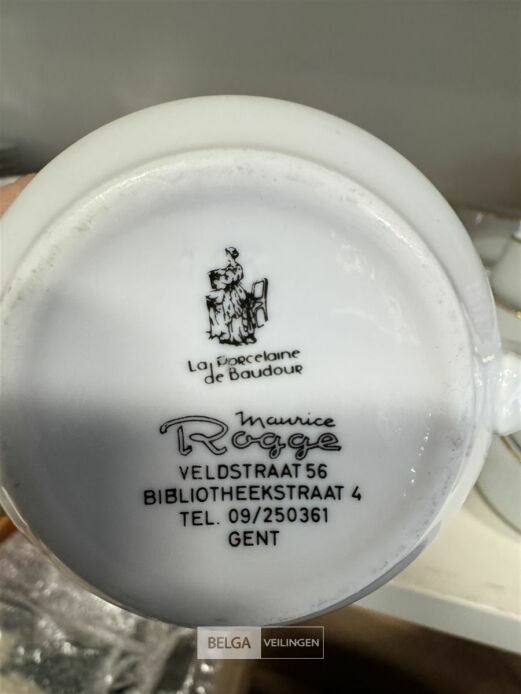 La Porcelaine
de Baudour
Maurice
Rogge
VELDSTRAAT 56
BIBLIOTHEEKSTRAAT 4
TEL. 09/250361
GENT
BELGA VEILINGEN